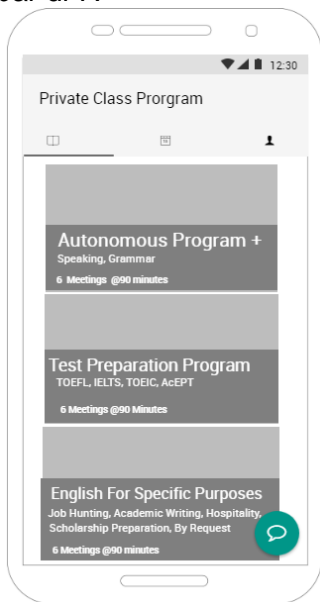 12:30
Private Class Prorgram
Autonomous Program +
Speaking, Grammar
6 Meetings @90 minutes
Test Preparation Program
TOEFL, IELTS, TOEIC, AcEPT
6 Meetings @90 Minutes
English For Specific Purposes
Job Hunting, Academic Writing, Hospitality,
Scholarship Preparation, By Request
6 Meetings @90 minutes